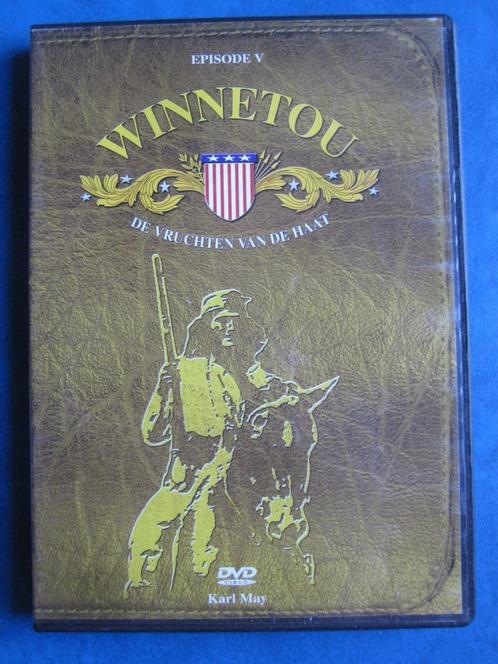 EPISODE V
WINNETOU
DE VRUCHTEN VAN DE HAAT
DVD
VIDEO
Karl May